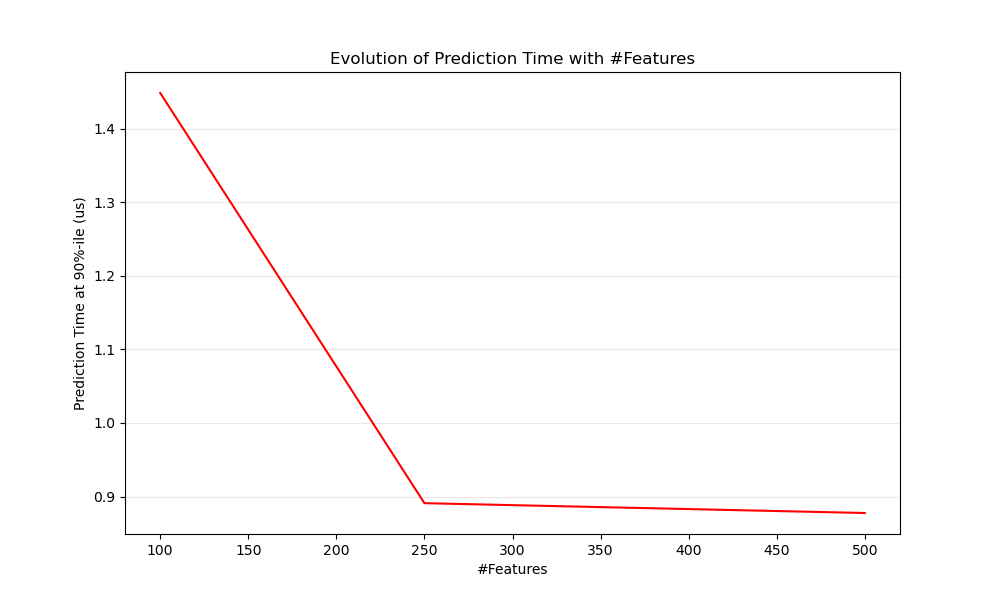 Evolution of Prediction Time with #Features
Prediction Time at 90%-ile (us)
1.4
1.3
1.2
1.1
1.0
0.9
100 150 200 250 300 350 400 450 500
#Features